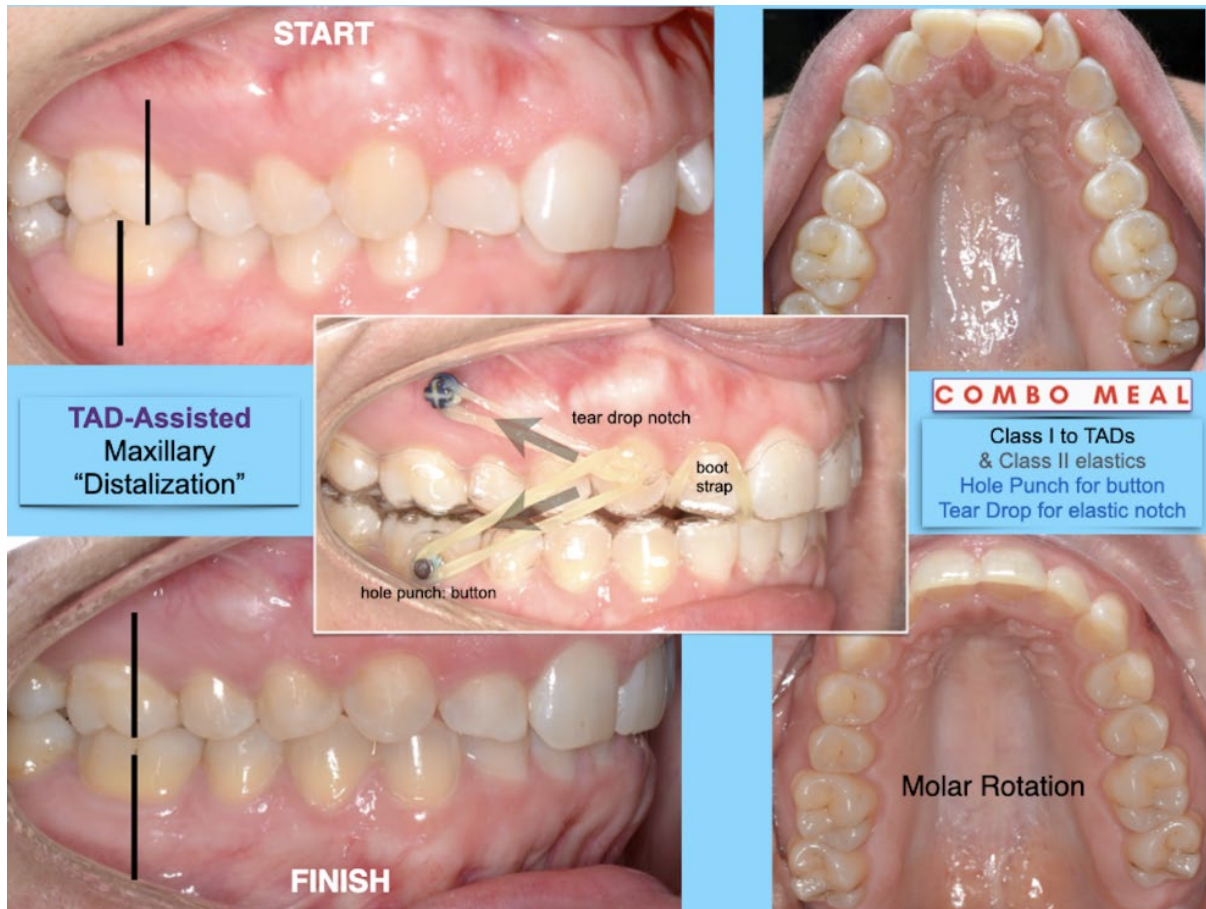 START
TAD-Assisted
Maxillary
“Distalization”
tear drop notch
boot
strap
hole punch: button
COMBO MEAL
Class I to TADs
& Class II elastics
Hole Punch for button
Tear Drop for elastic notch
FINISH
Molar Rotation